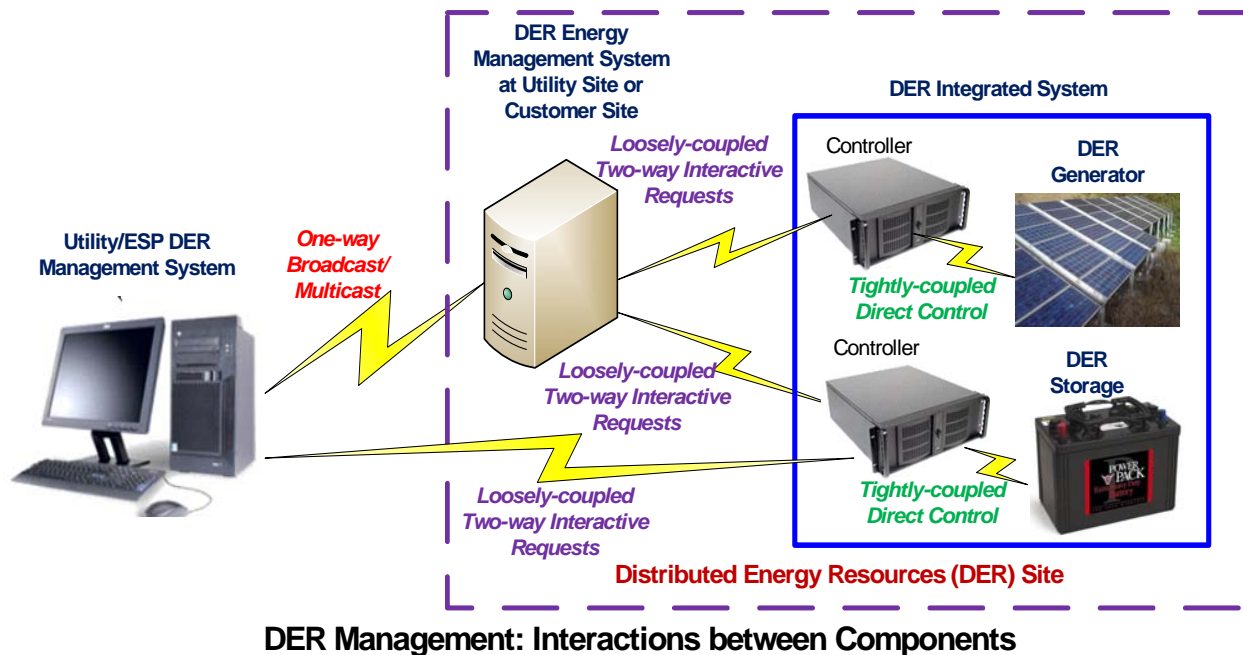 DER Energy
Management System
at Utility Site or
Customer Site
DER Integrated System
Loosely-coupled
Two-way Interactive
Requests
Controller
DER
Generator
Utility/ESP DER
Management System
One-way
Broadcast/
Multicast
Tightly-coupled
Direct Control
Controller
DER
Storage
Loosely-coupled
Two-way Interactive
Requests
POWER
PACK
Battery
Loosely-coupled
Two-way Interactive
Requests
Tightly-coupled
Direct Control
Distributed Energy Resources (DER) Site
DER Management: Interactions between Components